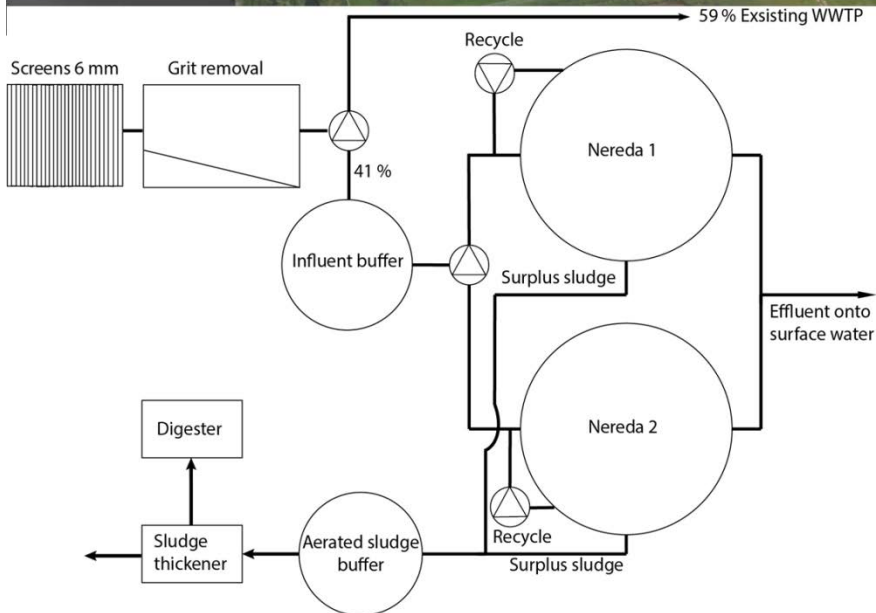 59 % Exsisting WWTP
Recycle
Screens 6 mm
Grit removal
Nereda 1
41 %
Influent buffer
Surplus sludge
Effluent onto
surface water
Digester
Nereda 2
Recycle
Sludge
thickener
Aerated sludge
buffer
Surplus sludge